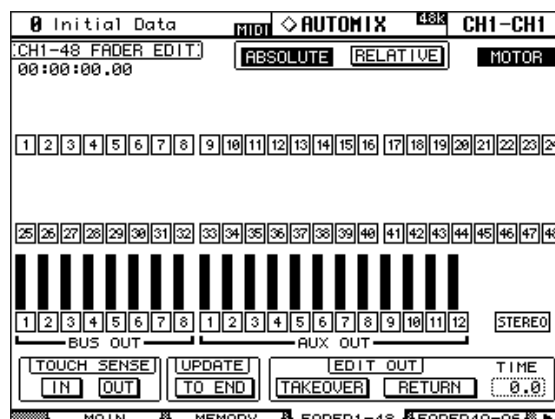 0 Initial Data MIDI ◇AUTOMIX 48K CH1-CH1
CH1-48 FADER EDIT ABSOLUTE RELATIVE MOTOR
00:00:00.00
1 2 3 4 5 6 7 8 9 10 11 12 13 14 15 16 17 18 19 20 21 22 23 24
25 26 27 28 29 30 31 32 33 34 35 36 37 38 39 40 41 42 43 44 45 46 47 48
1 2 3 4 5 6 7 8 1 2 3 4 5 6 7 8 9 10 11 12 STEREO
BUS OUT AUX OUT
TOUCH SENSE UPDATE EDIT OUT TIME
IN OUT TO END TAKEOVER RETURN 0.0
MAIN MEMORY FADER1-48